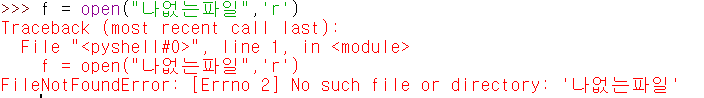 >>> f = open("나없는파일",'r')
Traceback (most recent call last):
  File "<pyshell#0>", line 1, in <module>
    f = open("나없는파일",'r')
FileNotFoundError: [Errno 2] No such file or directory: '나없는파일'